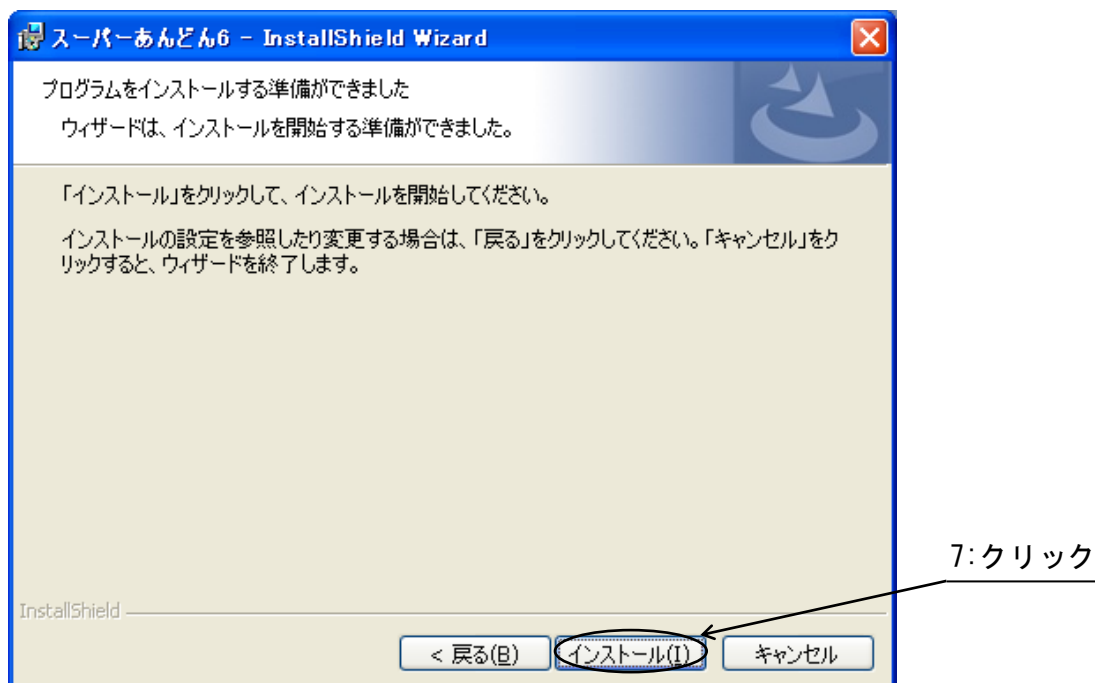 スーパーあんどん6 - InstallShield Wizard
プログラムをインストールする準備ができました
ウィザードは、インストールを開始する準備ができました。
「インストール」をクリックして、インストールを開始してください。
インストールの設定を参照したり変更する場合は、「戻る」をクリックしてください。「キャンセル」をク
リックすると、ウィザードを終了します。
7:クリック
InstallShield
< 戻る(B) インストール(I) キャンセル